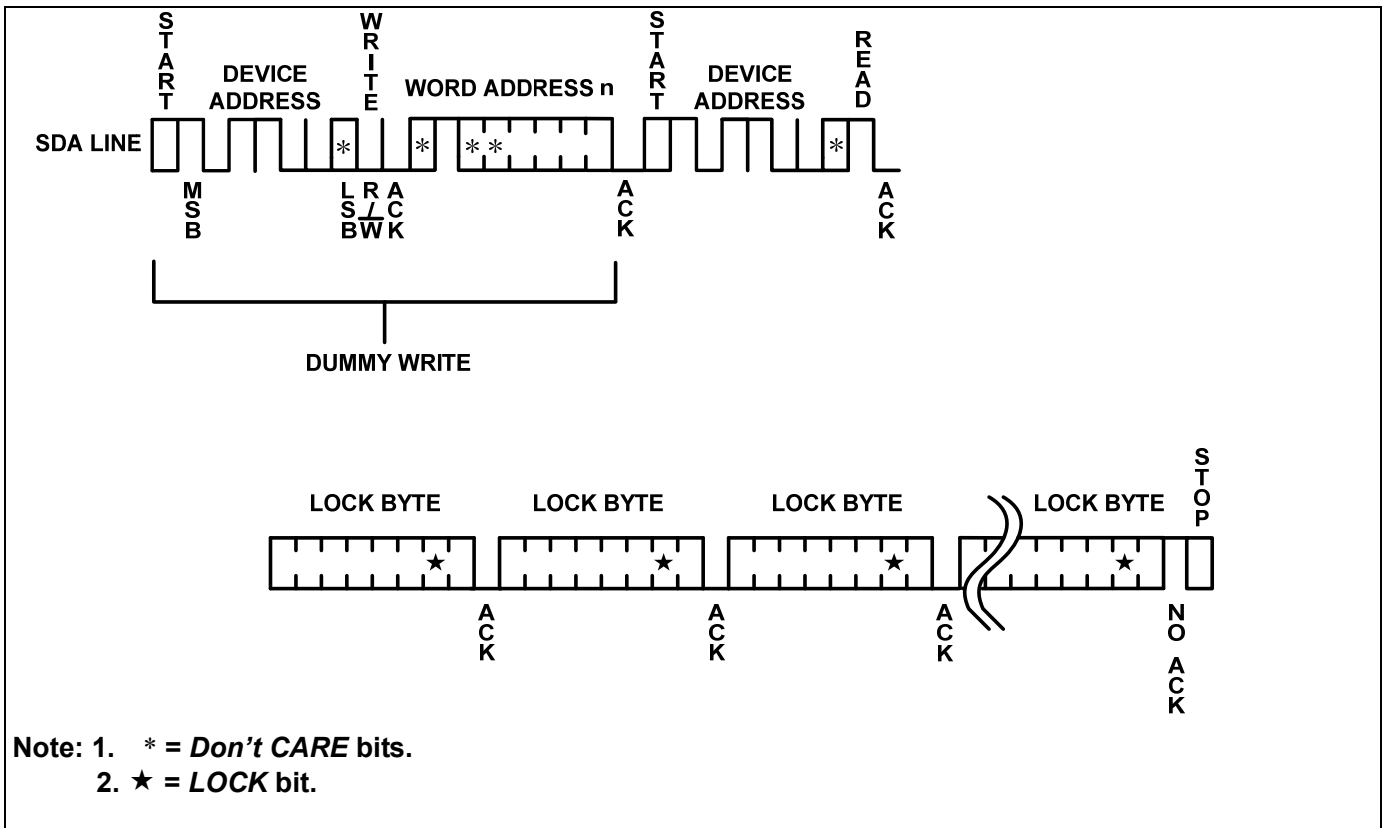 START
WRITE
START
READ
DEVICE ADDRESS
WORD ADDRESS n
DEVICE ADDRESS
SDA LINE
* * * * *
MSB
LSB
R/W
ACK
ACK
ACK
DUMMY WRITE
STOP
LOCK BYTE LOCK BYTE LOCK BYTE LOCK BYTE
★ ★ ★ ★
ACK
ACK
ACK
NO ACK
Note: 1. * = Don't CARE bits.
2. ★ = LOCK bit.